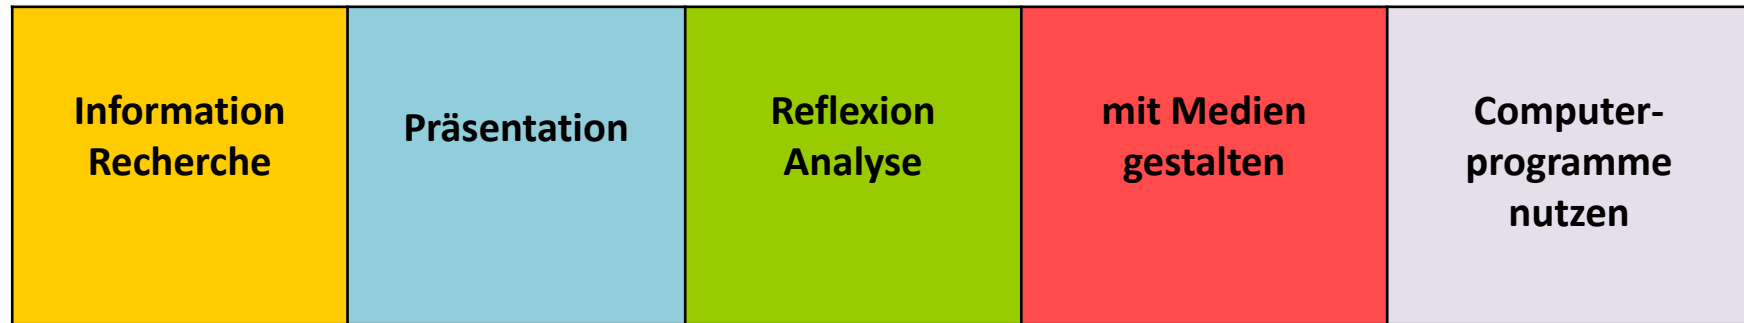 Information
Recherche
Präsentation
Reflexion
Analyse
mit Medien
gestalten
Computer-
programme
nutzen